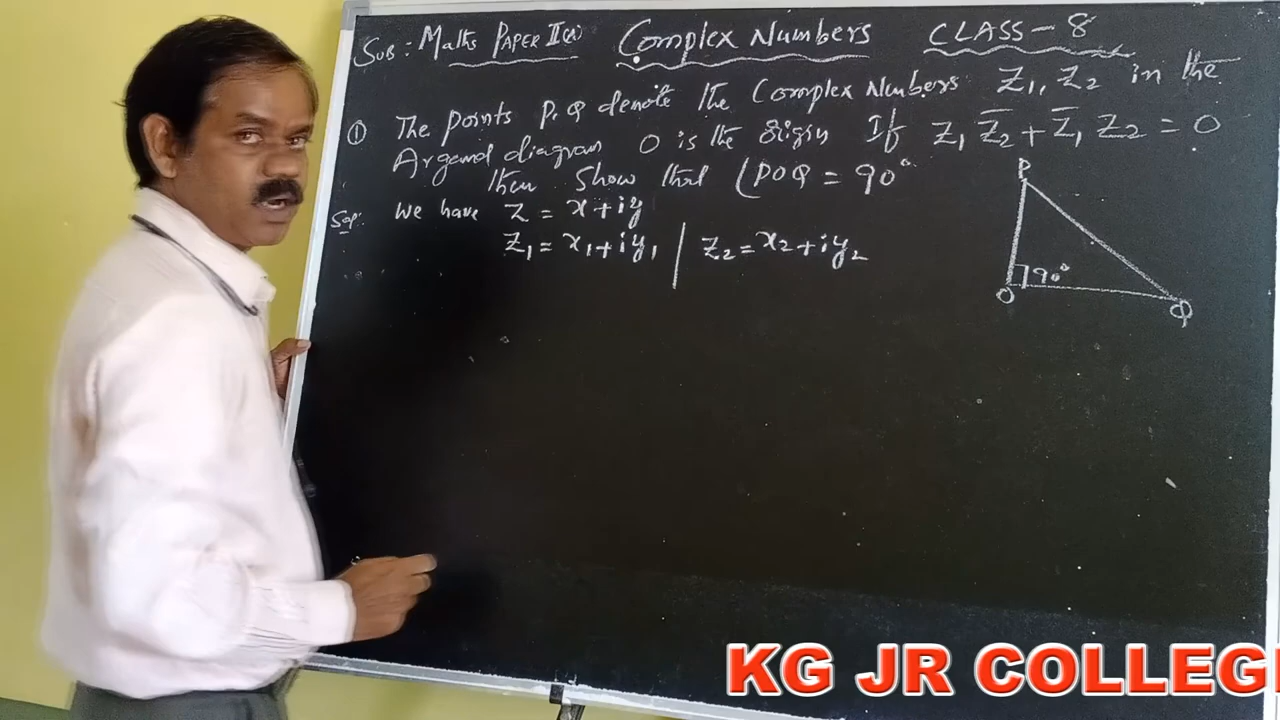 SUB: Maths PAPER II(A) Complex Numbers CLASS - 8
① The points P, Q denote the Complex Numbers Z₁, Z₂ in the
Argand diagram O is the Origin If Z₁ Z̅₂ + Z̅₁ Z₂ = 0
then Show that ∠POQ = 90°
Sol: We have Z = x + iy
Z₁ = x₁ + iy₁ | Z₂ = x₂ + iy₂
P
90°
O
Q
KG JR COLLEG